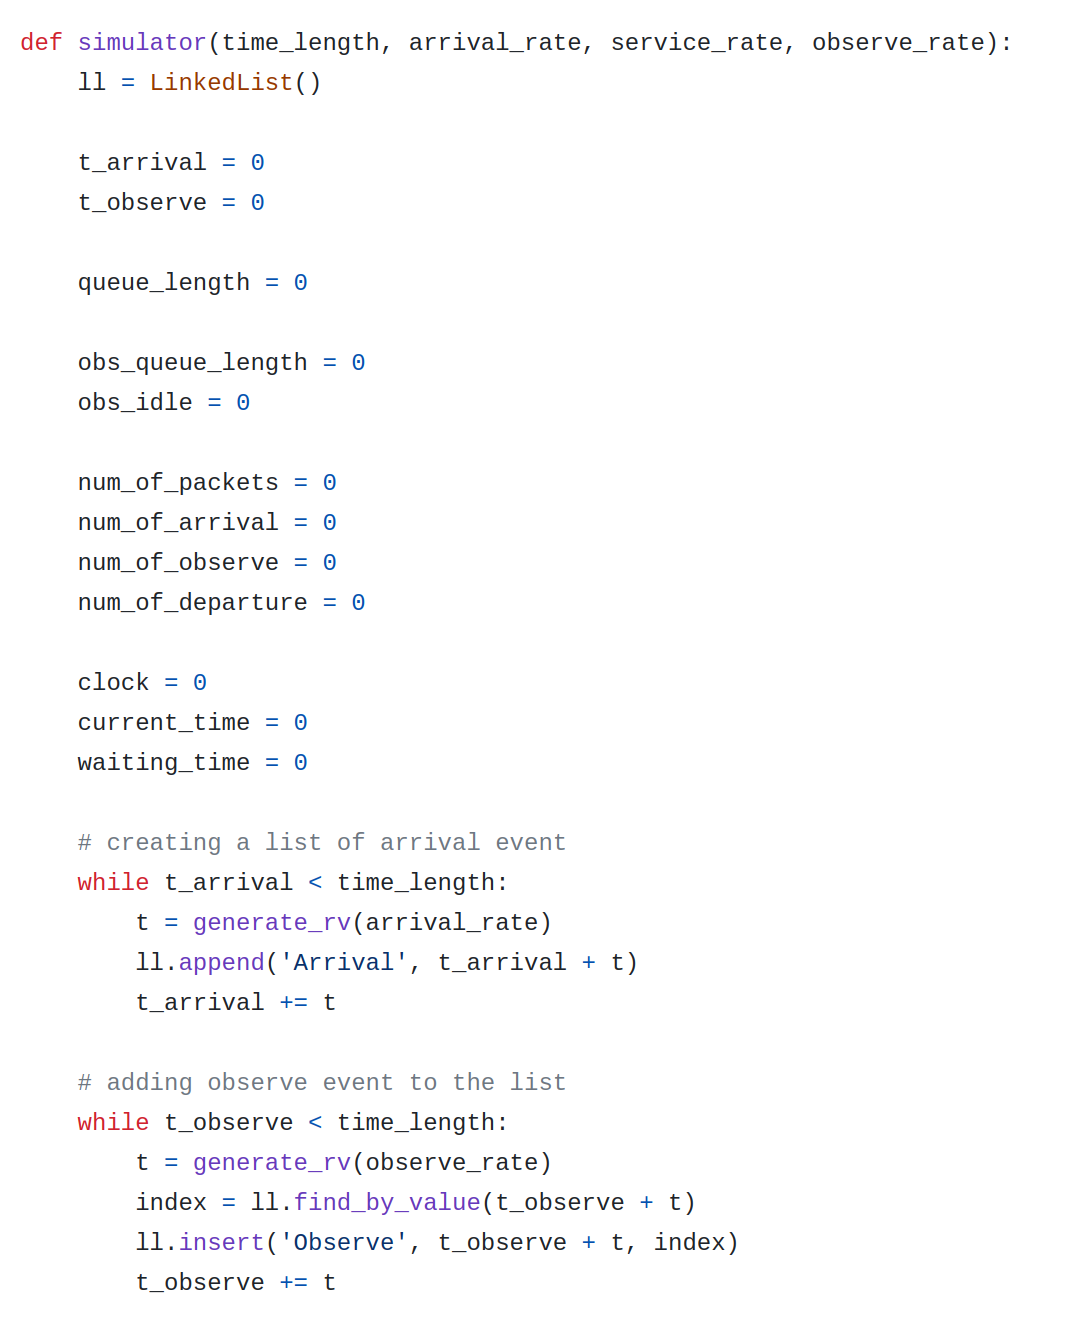 def simulator(time_length, arrival_rate, service_rate, observe_rate):
    ll = LinkedList()

    t_arrival = 0
    t_observe = 0

    queue_length = 0

    obs_queue_length = 0
    obs_idle = 0

    num_of_packets = 0
    num_of_arrival = 0
    num_of_observe = 0
    num_of_departure = 0

    clock = 0
    current_time = 0
    waiting_time = 0

    # creating a list of arrival event
    while t_arrival < time_length:
        t = generate_rv(arrival_rate)
        ll.append('Arrival', t_arrival + t)
        t_arrival += t

    # adding observe event to the list
    while t_observe < time_length:
        t = generate_rv(observe_rate)
        index = ll.find_by_value(t_observe + t)
        ll.insert('Observe', t_observe + t, index)
        t_observe += t